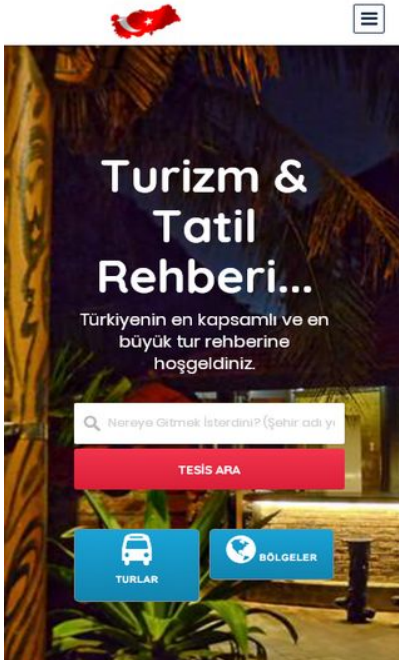 Turizm &
Tatil
Rehberi...
Türkiyenin en kapsamlı ve en
büyük tur rehberine
hoşgeldiniz.
Nereye Gitmek İsterdini? (Şehir adı
TESİS ARA
TURLAR
BÖLGELER